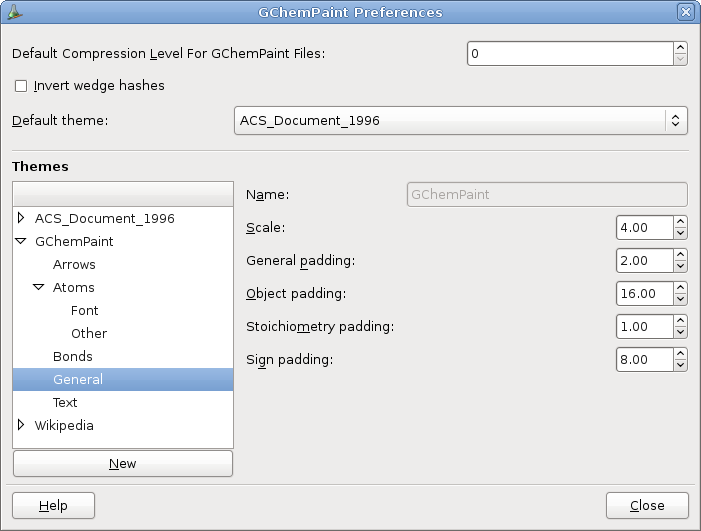 GChemPaint Preferences
Default Compression Level For GChemPaint Files: 0
Invert wedge hashes
Default theme: ACS_Document_1996
Themes
ACS_Document_1996
GChemPaint
Arrows
Atoms
Font
Other
Bonds
General
Text
Wikipedia
New
Name: GChemPaint
Scale: 4.00
General padding: 2.00
Object padding: 16.00
Stoichiometry padding: 1.00
Sign padding: 8.00
Help
Close